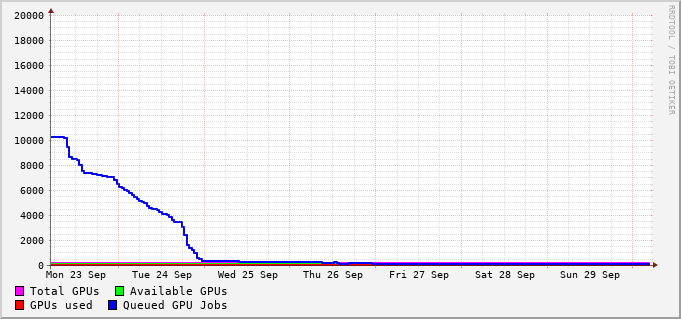 20000
18000
16000
14000
12000
10000
8000
6000
4000
2000
0
Mon 23 Sep Tue 24 Sep Wed 25 Sep Thu 26 Sep Fri 27 Sep Sat 28 Sep Sun 29 Sep
Total GPUs Available GPUs
GPUs used Queued GPU Jobs
RRDTOOL / TOBI OETIKER